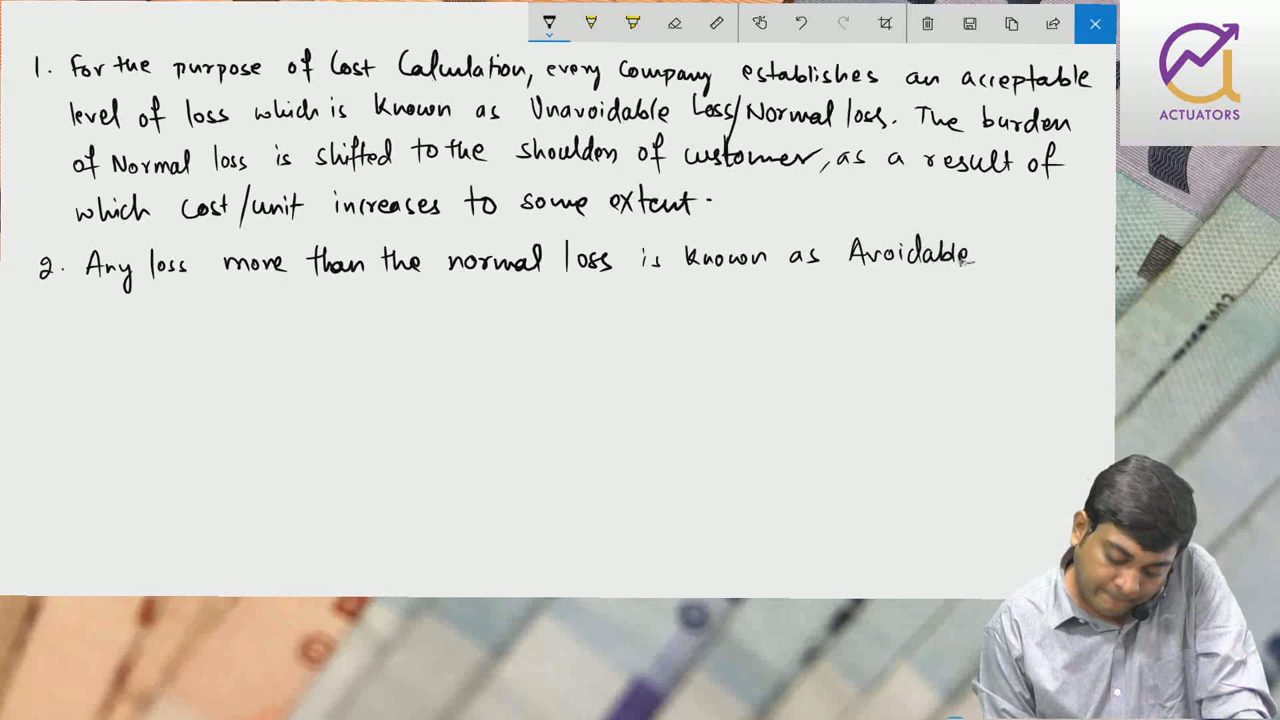 ACTUATORS
1. For the purpose of Cost Calculation, every Company establishes an acceptable
level of loss which is known as Unavoidable Loss/Normal loss. The burden
of Normal loss is shifted to the shoulder of customer, as a result of
which cost/unit increases to some extent.
2. Any loss more than the normal loss is known as Avoidable